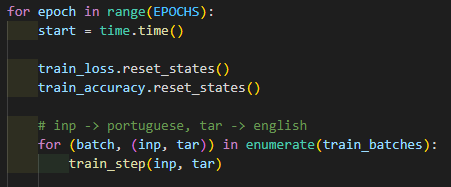 for epoch in range(EPOCHS):
    start = time.time()

    train_loss.reset_states()
    train_accuracy.reset_states()

    # inp -> portuguese, tar -> english
    for (batch, (inp, tar)) in enumerate(train_batches):
        train_step(inp, tar)